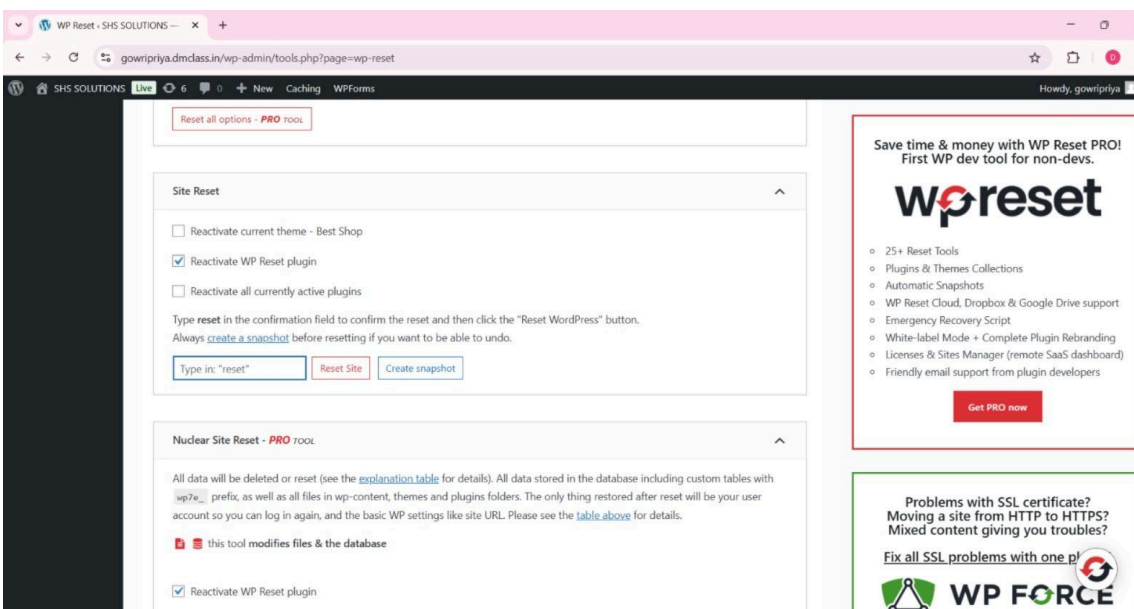 WP Reset ‹ SHS SOLUTIONS —
gowripriya.dmclass.in/wp-admin/tools.php?page=wp-reset
D
SHS SOLUTIONS Live 6 0 + New Caching WPForms
Howdy, gowripriya
Reset all options - PRO TOOL
Site Reset
Reactivate current theme - Best Shop
Reactivate WP Reset plugin
Reactivate all currently active plugins
Type reset in the confirmation field to confirm the reset and then click the "Reset WordPress" button.
Always create a snapshot before resetting if you want to be able to undo.
Type in: "reset"
Reset Site
Create snapshot
Nuclear Site Reset - PRO TOOL
All data will be deleted or reset (see the explanation table for details). All data stored in the database including custom tables with
wp7e_ prefix, as well as all files in wp-content, themes and plugins folders. The only thing restored after reset will be your user
account so you can log in again, and the basic WP settings like site URL. Please see the table above for details.
this tool modifies files & the database
Reactivate WP Reset plugin
Save time & money with WP Reset PRO!
First WP dev tool for non-devs.
wpreset
25+ Reset Tools
Plugins & Themes Collections
Automatic Snapshots
WP Reset Cloud, Dropbox & Google Drive support
Emergency Recovery Script
White-label Mode + Complete Plugin Rebranding
Licenses & Sites Manager (remote SaaS dashboard)
Friendly email support from plugin developers
Get PRO now
Problems with SSL certificate?
Moving a site from HTTP to HTTPS?
Mixed content giving you troubles?
Fix all SSL problems with one
WP FORCE